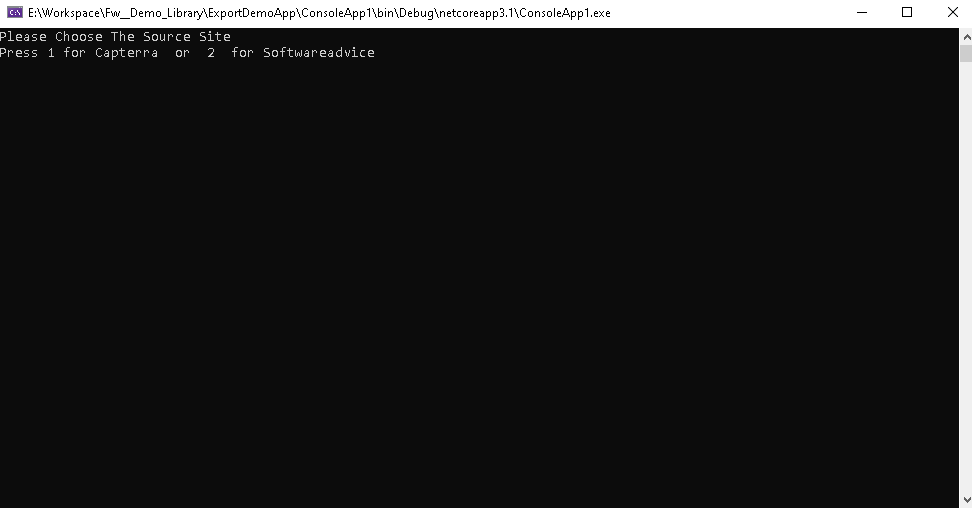 E:\Workspace\Fw__Demo_Library\ExportDemoApp\ConsoleApp1\bin\Debug\netcoreapp3.1\ConsoleApp1.exe
Please Choose The Source Site
Press 1 for Capterra  or  2  for Softwareadvice